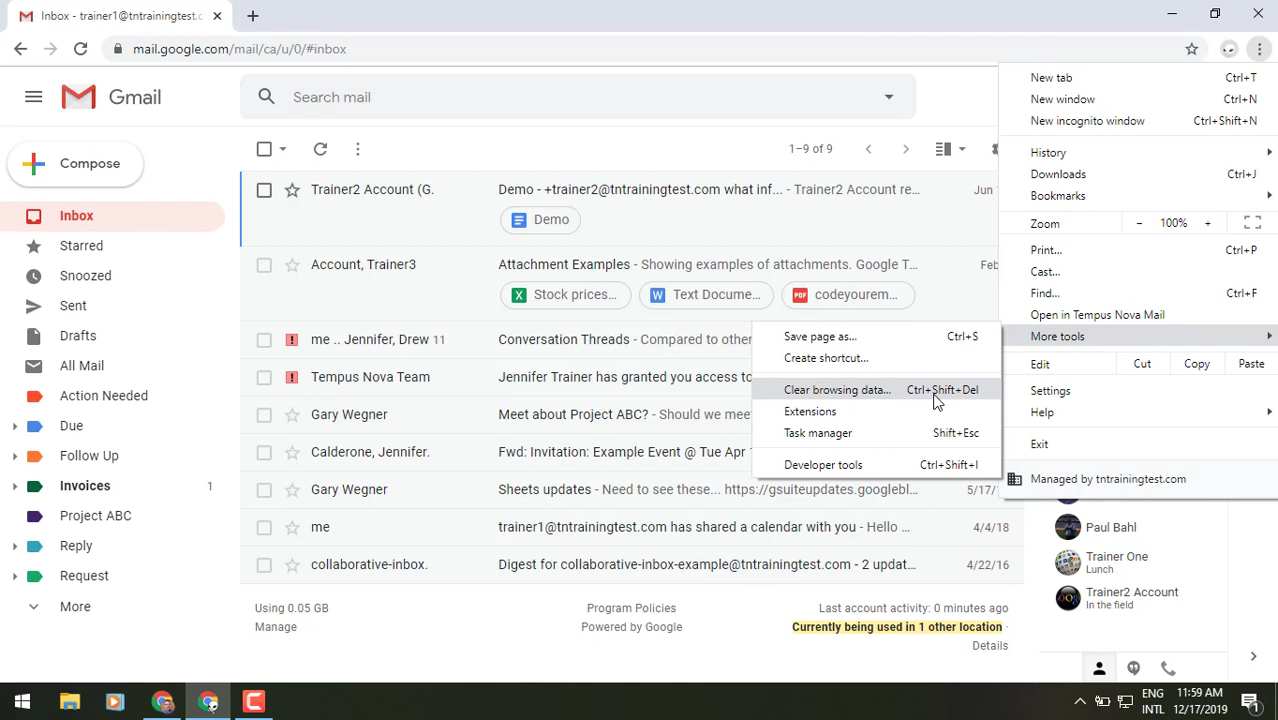 Inbox - trainer1@tntrainingtest.c
mail.google.com/mail/ca/u/0/#inbox
Gmail
Search mail
Compose
1–9 of 9
Inbox
Starred
Snoozed
Sent
Drafts
All Mail
Action Needed
Due
Follow Up
Invoices 1
Project ABC
Reply
Request
More
Trainer2 Account (G. Demo - +trainer2@tntrainingtest.com what inf... - Trainer2 Account re... Jun
Demo
Account, Trainer3 Attachment Examples - Showing examples of attachments. Google T... Feb
Stock prices... Text Docume... PDF codeyourem...
me .. Jennifer, Drew 11 Conversation Threads - Compared to other
Tempus Nova Team Jennifer Trainer has granted you access to
Gary Wegner Meet about Project ABC? - Should we meet
Calderone, Jennifer. Fwd: Invitation: Example Event @ Tue Apr
Gary Wegner Sheets updates - Need to see these... https://gsuiteupdates.googlebl... 5/17/
me trainer1@tntrainingtest.com has shared a calendar with you - Hello ... 4/4/18
collaborative-inbox. Digest for collaborative-inbox-example@tntrainingtest.com - 2 updat... 4/22/16
Using 0.05 GB
Manage
Program Policies
Powered by Google
Last account activity: 0 minutes ago
Currently being used in 1 other location ·
Details
New tab Ctrl+T
New window Ctrl+N
New incognito window Ctrl+Shift+N
History
Downloads Ctrl+J
Bookmarks
Zoom - 100% +
Print... Ctrl+P
Cast...
Find... Ctrl+F
Open in Tempus Nova Mail
More tools
Edit Cut Copy Paste
Settings
Help
Exit
Managed by tntrainingtest.com
Save page as... Ctrl+S
Create shortcut...
Clear browsing data... Ctrl+Shift+Del
Extensions
Task manager Shift+Esc
Developer tools Ctrl+Shift+I
Paul Bahl
Trainer One
Lunch
Trainer2 Account
In the field
ENG
INTL
11:59 AM
12/17/2019
1